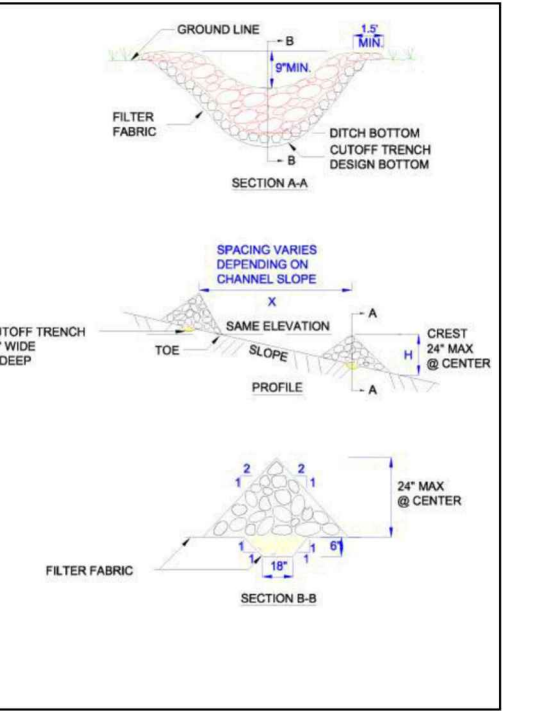 GROUND LINE
B
1.5'
MIN.
9"MIN.
FILTER
FABRIC
DITCH BOTTOM
CUTOFF TRENCH
DESIGN BOTTOM
B
SECTION A-A
SPACING VARIES
DEPENDING ON
CHANNEL SLOPE
X
A
UTOFF TRENCH
WIDE
DEEP
SAME ELEVATION
TOE
SLOPE
H
CREST
24" MAX
@ CENTER
PROFILE
A
2
1
2
1
24" MAX
@ CENTER
1
1
1
1
6"
18"
FILTER FABRIC
SECTION B-B